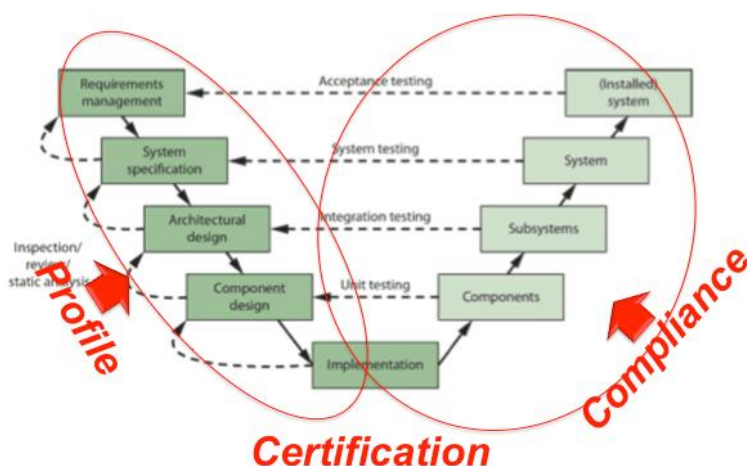 Requirements
management
Acceptance testing
(Installed)
system
System
specification
System testing
System
Architectural
design
Integration testing
Subsystems
Inspection/
review/
static analysis
Component
design
Unit testing
Components
Implementation
Profile
Compliance
Certification